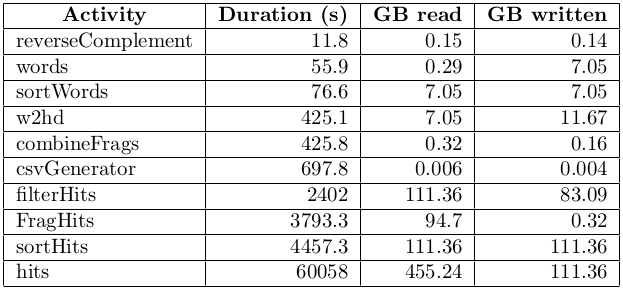 Activity Duration (s) GB read GB written
reverseComplement 11.8 0.15 0.14
words 55.9 0.29 7.05
sortWords 76.6 7.05 7.05
w2hd 425.1 7.05 11.67
combineFrags 425.8 0.32 0.16
csvGenerator 697.8 0.006 0.004
filterHits 2402 111.36 83.09
FragHits 3793.3 94.7 0.32
sortHits 4457.3 111.36 111.36
hits 60058 455.24 111.36